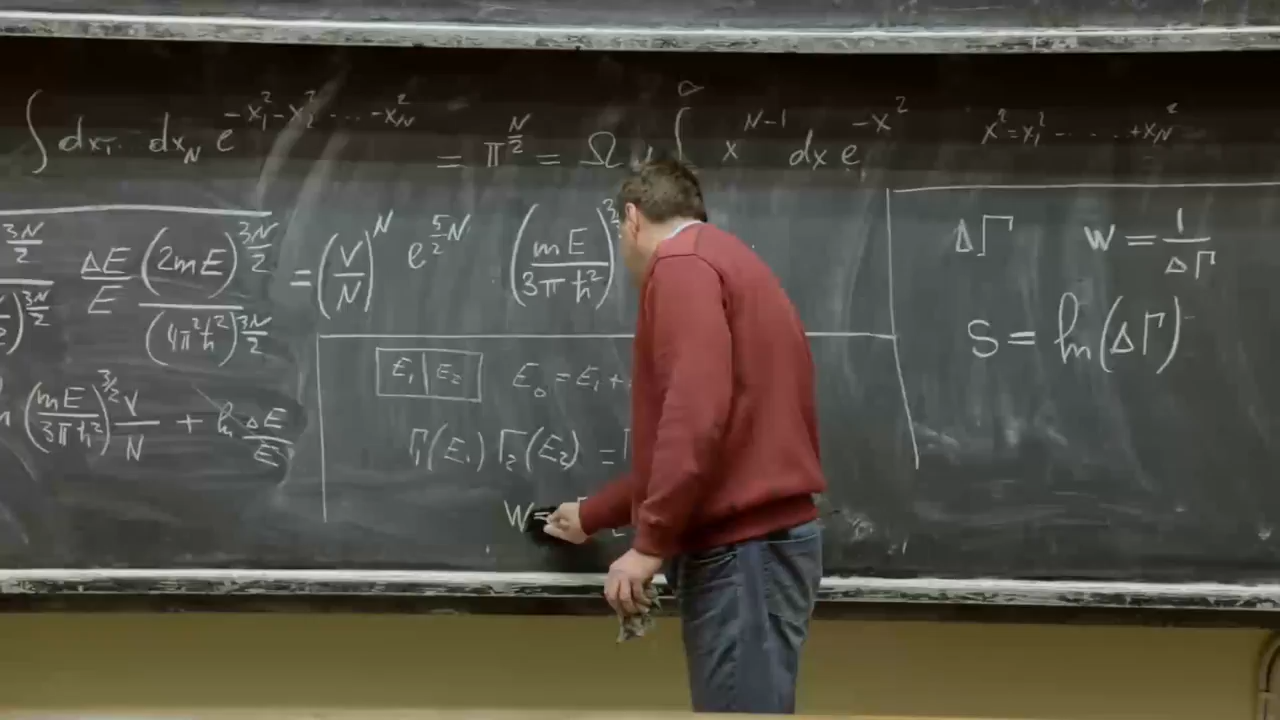 ∫ dx₁ dx_N e^{-x₁²-x₂² ... -x_N²} = π^{N/2} = Ω ∫ x^{N-1} dx e^{-x²} x² = x₁² ..... + x_N²
3N/2 ΔE/E (2mE)^{3N/2} / (4π²ħ²)^{3N/2} = (V/N)^N e^{5/2 N} (mE/3πħ²)
)^{3N/2}
ΔΓ W = 1/ΔΓ
S = ln(ΔΓ)
E₁ | E₂ E₀ = E₁ +
(mE/3πħ²)^{3/2} V/N + ln ΔE/E
Γ₁(E₁) Γ₂(E₂) =
W =